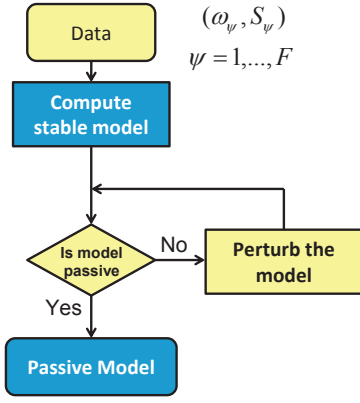 Data
(ω_ψ, S_ψ)
ψ = 1,..., F
Compute
stable model
Is model
passive
No
Perturb the
model
Yes
Passive Model